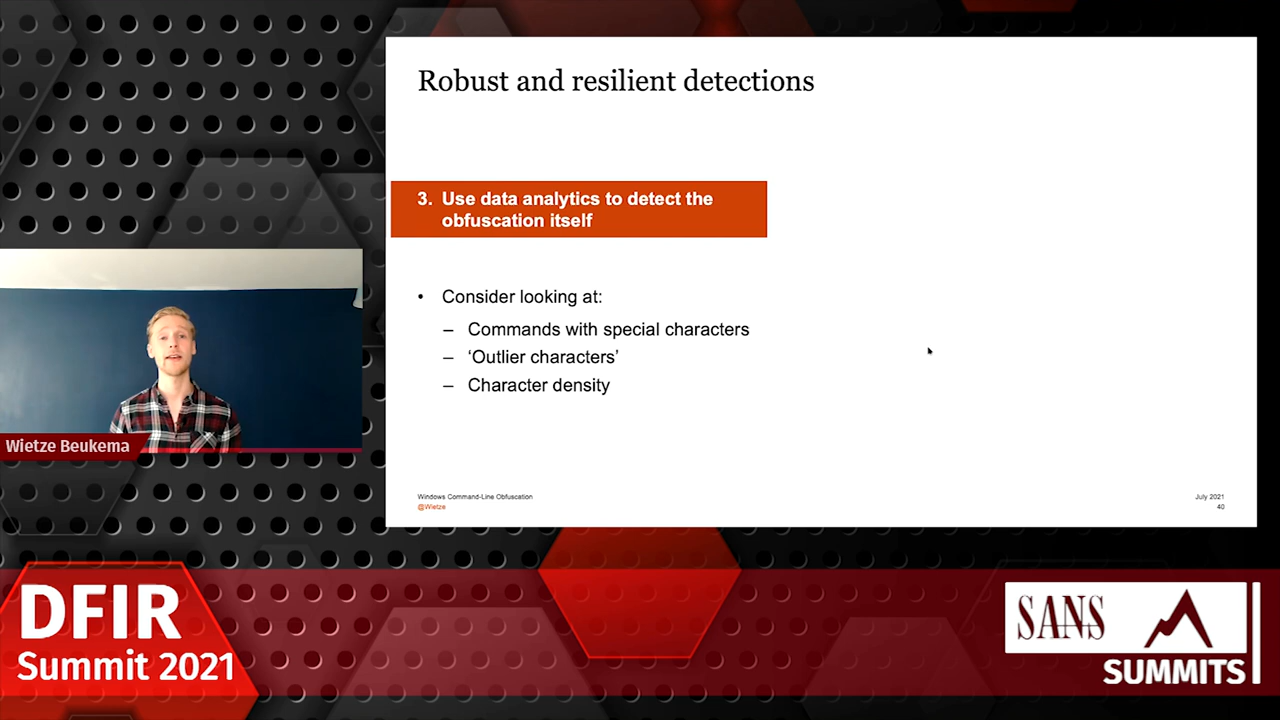 Robust and resilient detections
3. Use data analytics to detect the
obfuscation itself
• Consider looking at:
– Commands with special characters
– ‘Outlier characters’
– Character density
Windows Command-Line Obfuscation
@Wietze
July 2021
40
Wietze Beukema
DFIR
Summit 2021
SANS
SUMMITS